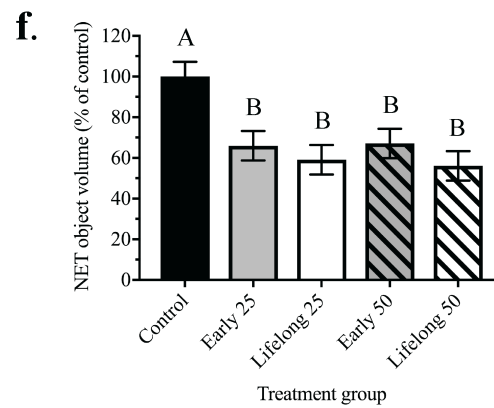 f.
NET object volume (% of control)
120
100
80
60
40
20
0
A
B
B
B
B
Control
Early 25
Lifelong 25
Early 50
Lifelong 50
Treatment group